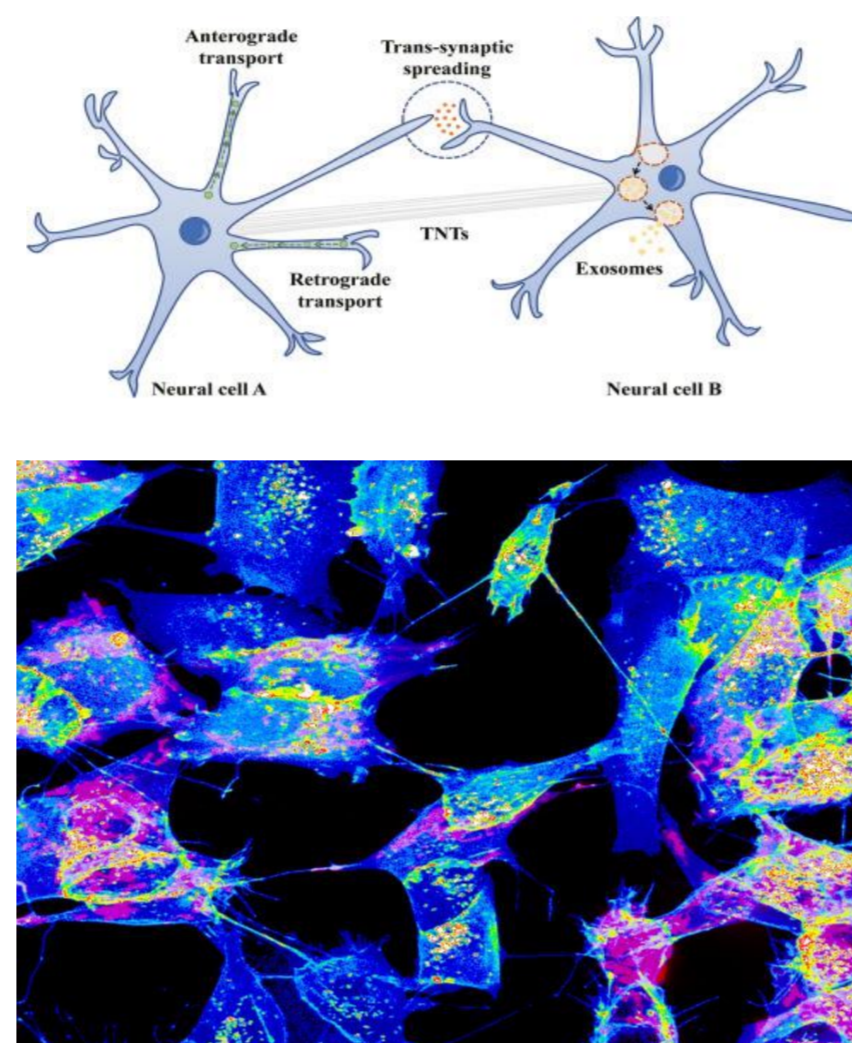 Anterograde
transport
Trans-synaptic
spreading
TNTs
Exosomes
Retrograde
transport
Neural cell A
Neural cell B